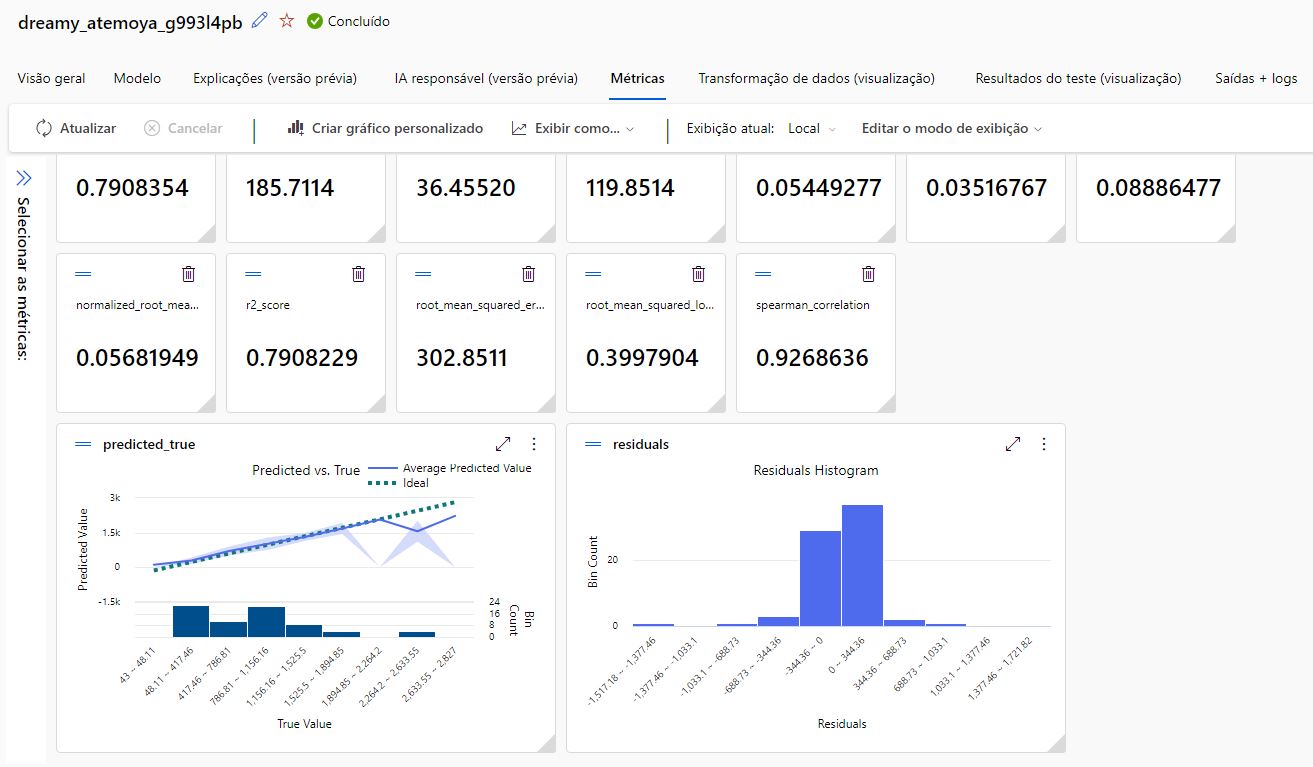 dreamy_atemoya_g993l4pb Concluído
Visão geral Modelo Explicações (versão prévia) IA responsável (versão prévia) Métricas Transformação de dados (visualização) Resultados do teste (visualização) Saídas + logs
Atualizar Cancelar Criar gráfico personalizado Exibir como... Exibição atual: Local Editar o modo de exibição
Selecionar as métricas:
0.7908354 185.7114 36.45520 119.8514 0.05449277 0.03516767 0.08886477
normalized_root_mea... r2_score root_mean_squared_er... root_mean_squared_lo... spearman_correlation
0.05681949 0.7908229 302.8511 0.3997904 0.9268636
predicted_true
Predicted vs. True
Average Predicted Value
Ideal
Predicted Value
3k
1.5k
0
-1.5k
24
16
8
0
Bin Count
43 ~ 48.11
48.11 ~ 417.46
417.46 ~ 786.81
786.81 ~ 1,156.16
1,156.16 ~ 1,525.5
1,525.5 ~ 1,894.85
1,894.85 ~ 2,264.2
2,264.2 ~ 2,633.55
2,633.55 ~ 2,827
True Value
residuals
Residuals Histogram
Bin Count
20
0
-1,517.18 ~ -1,377.46
-1,377.46 ~ -1,033.1
-1,033.1 ~ -688.73
-688.73 ~ -344.36
-344.36 ~ 0
0 ~ 344.36
344.36 ~ 688.73
688.73 ~ 1,033.1
1,033.1 ~ 1,377.46
1,377.46 ~ 1,721.82
Residuals